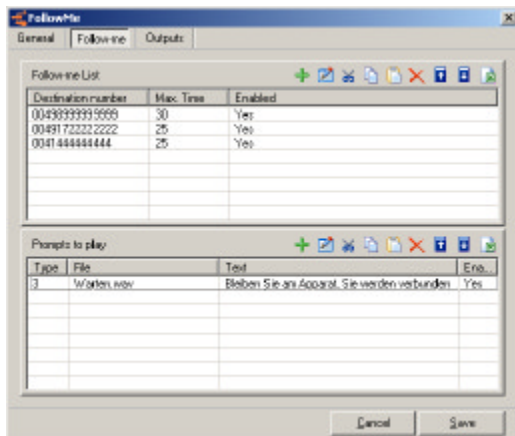 FollowMe
General Follow-me Outputs
Follow-me List
Destination number Max. Time Enabled
00498999999999 30 Yes
00491722222222 25 Yes
0041444444444 25 Yes
Prompts to play
Type File Text Ena...
3 Warten.wav Bleiben Sie am Apparat. Sie werden verbunden Yes
Cancel Save